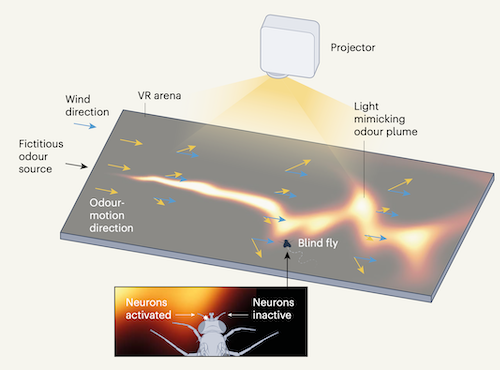 Projector
VR arena
Wind
direction
Light
mimicking
odour plume
Fictitious
odour
source
Odour-
motion
direction
Blind fly
Neurons
activated
Neurons
inactive